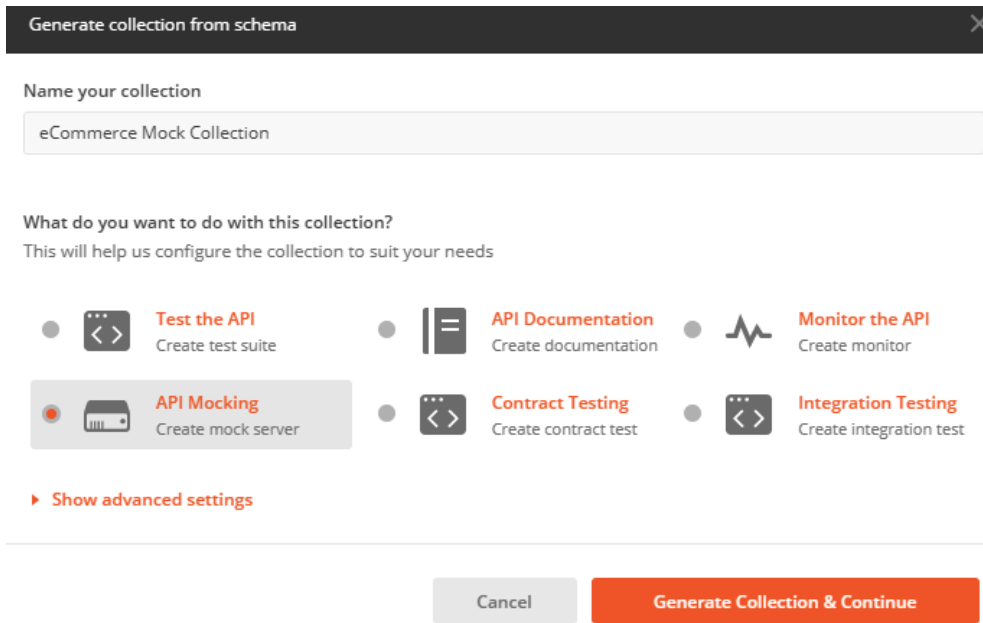 Generate collection from schema
Name your collection
eCommerce Mock Collection
What do you want to do with this collection?
This will help us configure the collection to suit your needs
Test the API
Create test suite
API Documentation
Create documentation
Monitor the API
Create monitor
API Mocking
Create mock server
Contract Testing
Create contract test
Integration Testing
Create integration test
Show advanced settings
Cancel
Generate Collection & Continue